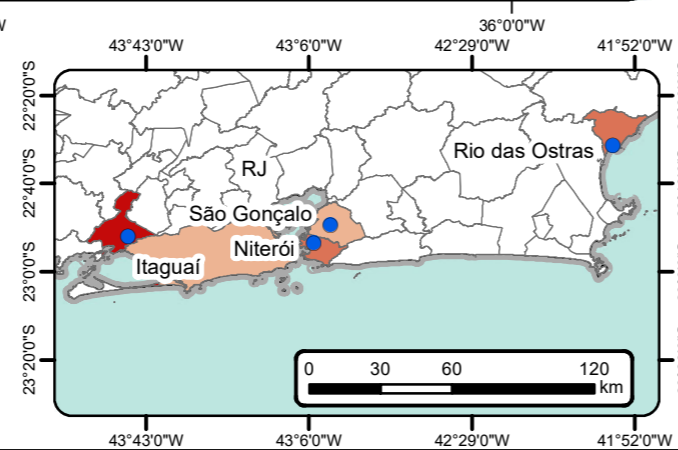 W
36°0'0"W
43°43'0"W 43°6'0"W 42°29'0"W 41°52'0"W
22°20'0"S
22°40'0"S
23°0'0"S
23°20'0"S
Rio das Ostras
RJ
São Gonçalo
Niterói
Itaguaí
0 30 60 120
km
43°43'0"W 43°6'0"W 42°29'0"W 41°52'0"W